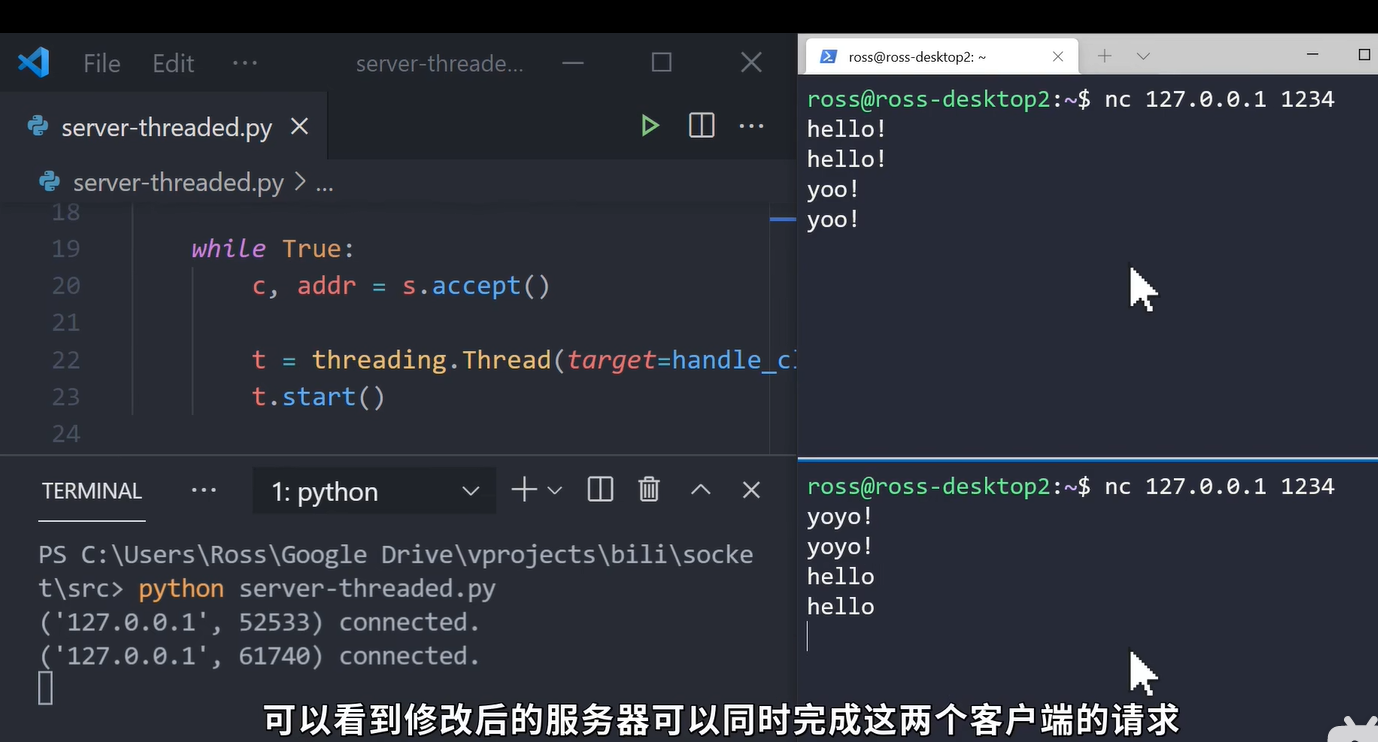 File Edit ··· server-threade...
server-threaded.py
server-threaded.py > ...
18
19 while True:
20 c, addr = s.accept()
21
22 t = threading.Thread(target=handle_cl
23 t.start()
24
TERMINAL ··· 1: python
PS C:\Users\Ross\Google Drive\vprojects\bili\socke
t\src> python server-threaded.py
('127.0.0.1', 52533) connected.
('127.0.0.1', 61740) connected.
ross@ross-desktop2: ~
ross@ross-desktop2:~$ nc 127.0.0.1 1234
hello!
hello!
yoo!
yoo!
ross@ross-desktop2:~$ nc 127.0.0.1 1234
yoyo!
yoyo!
hello
hello
可以看到修改后的服务器可以同时完成这两个客户端的请求